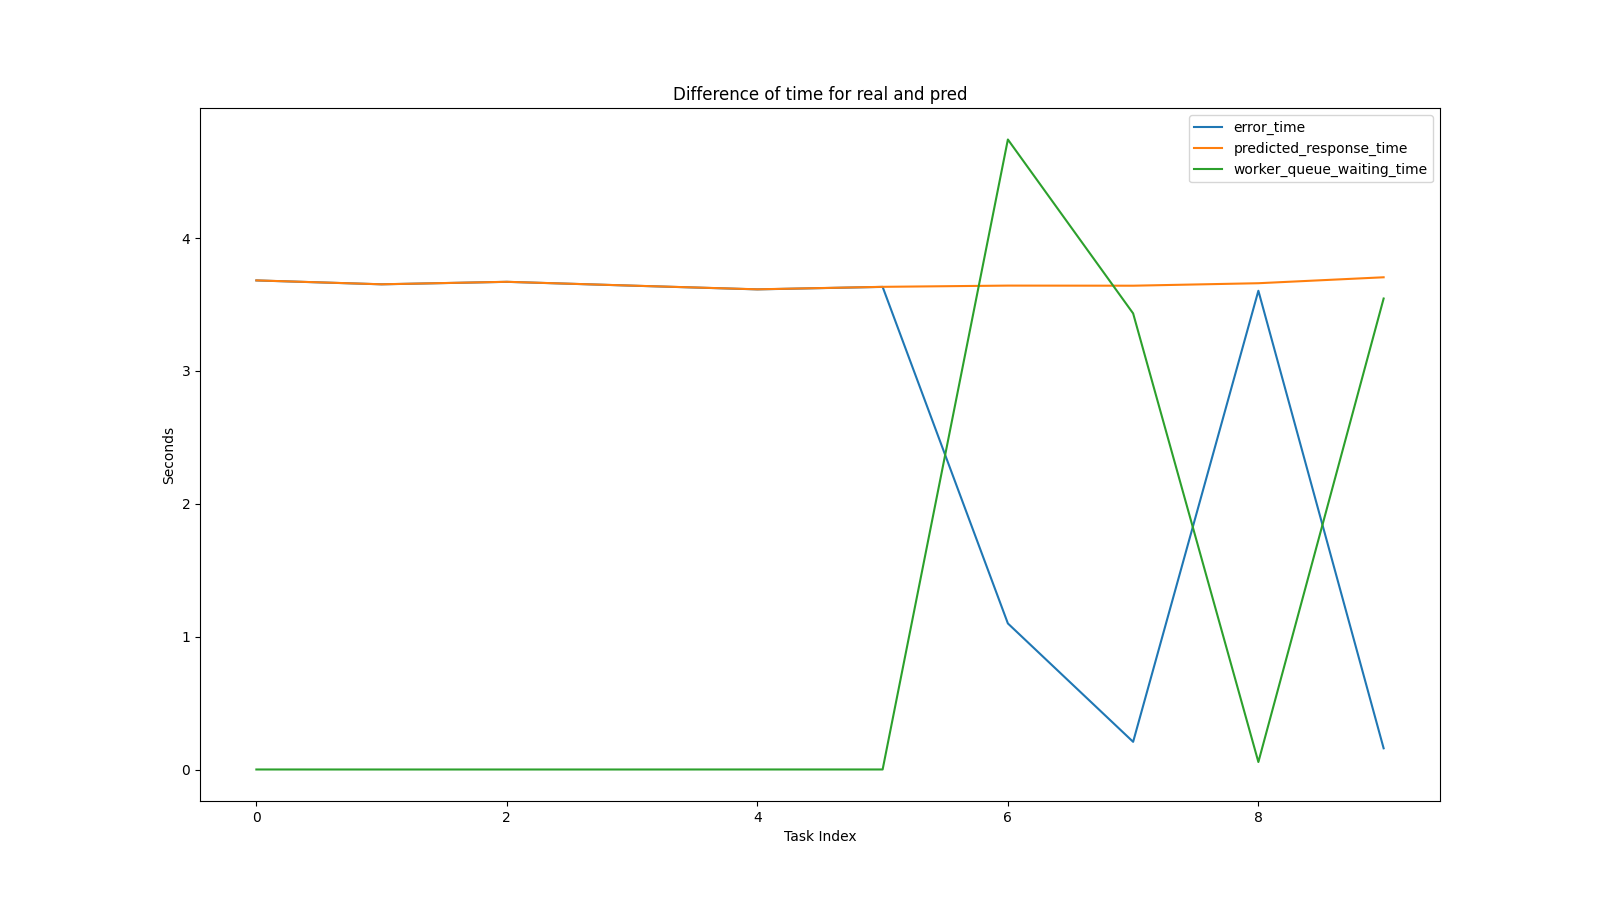 Difference of time for real and pred
error_time
predicted_response_time
worker_queue_waiting_time
Seconds
4
3
2
1
0
0 2 4 6 8
Task Index